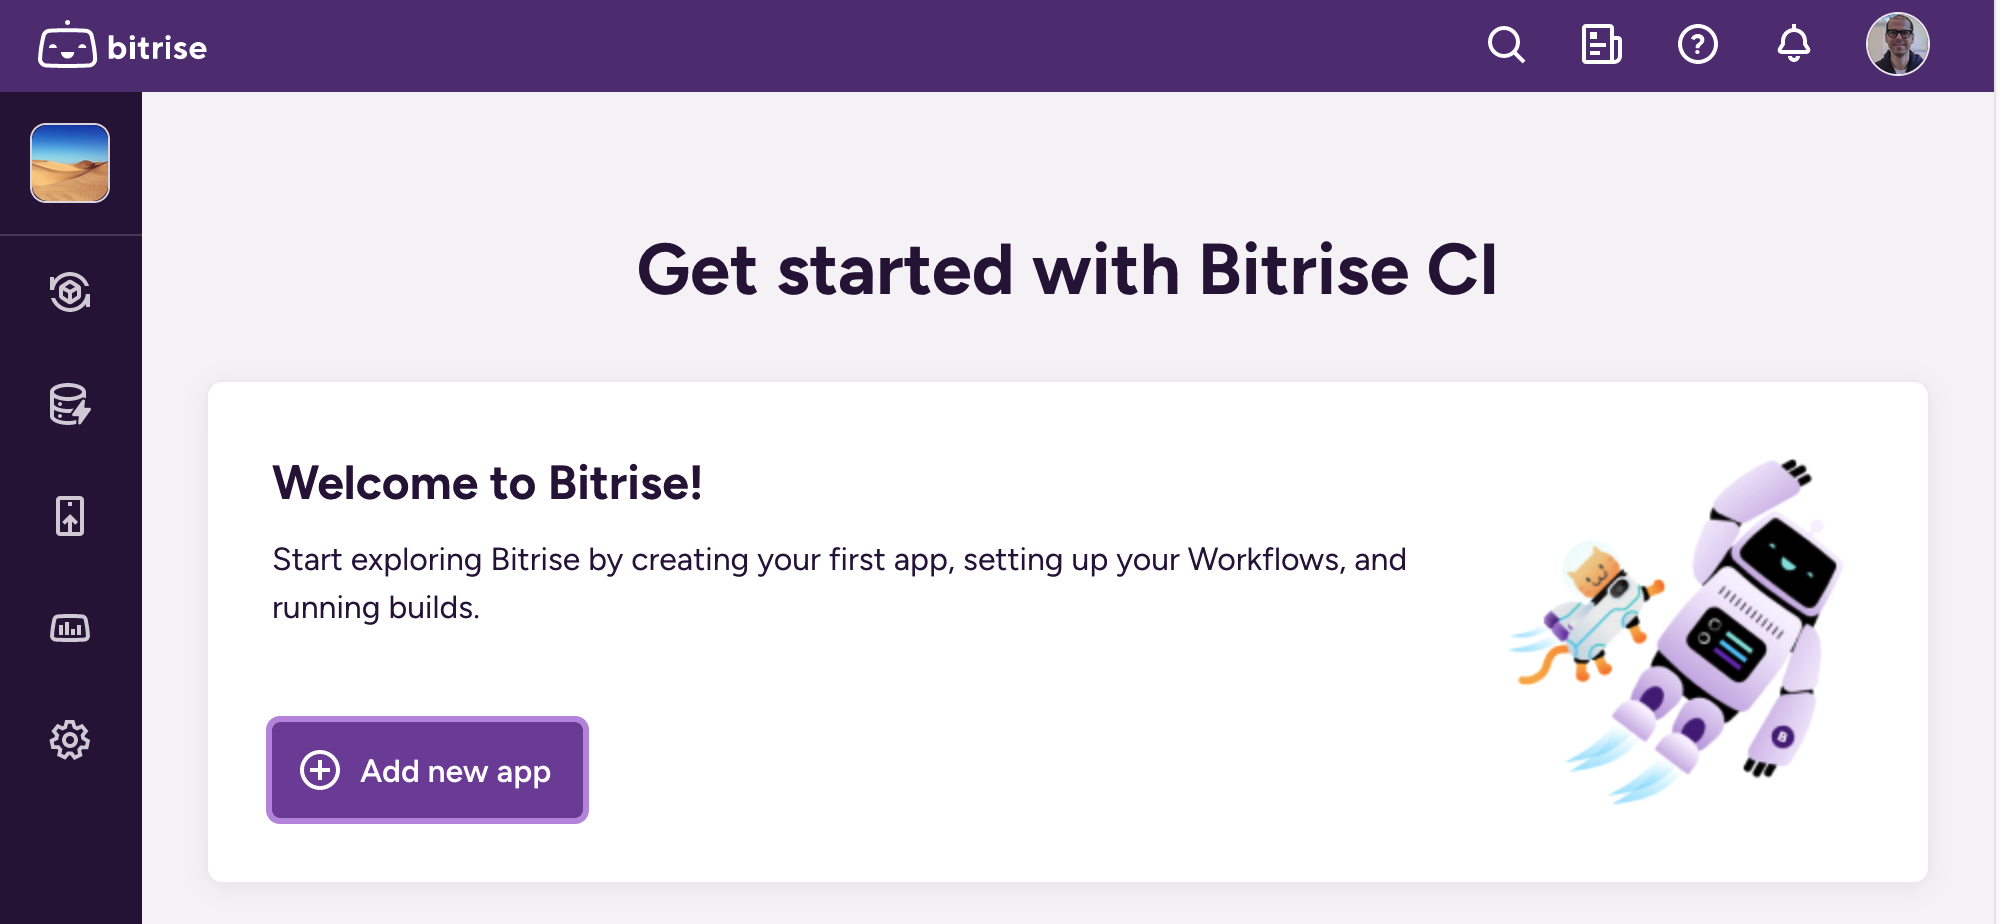 bitrise
Get started with Bitrise CI
Welcome to Bitrise!
Start exploring Bitrise by creating your first app, setting up your Workflows, and
running builds.
Add new app
B